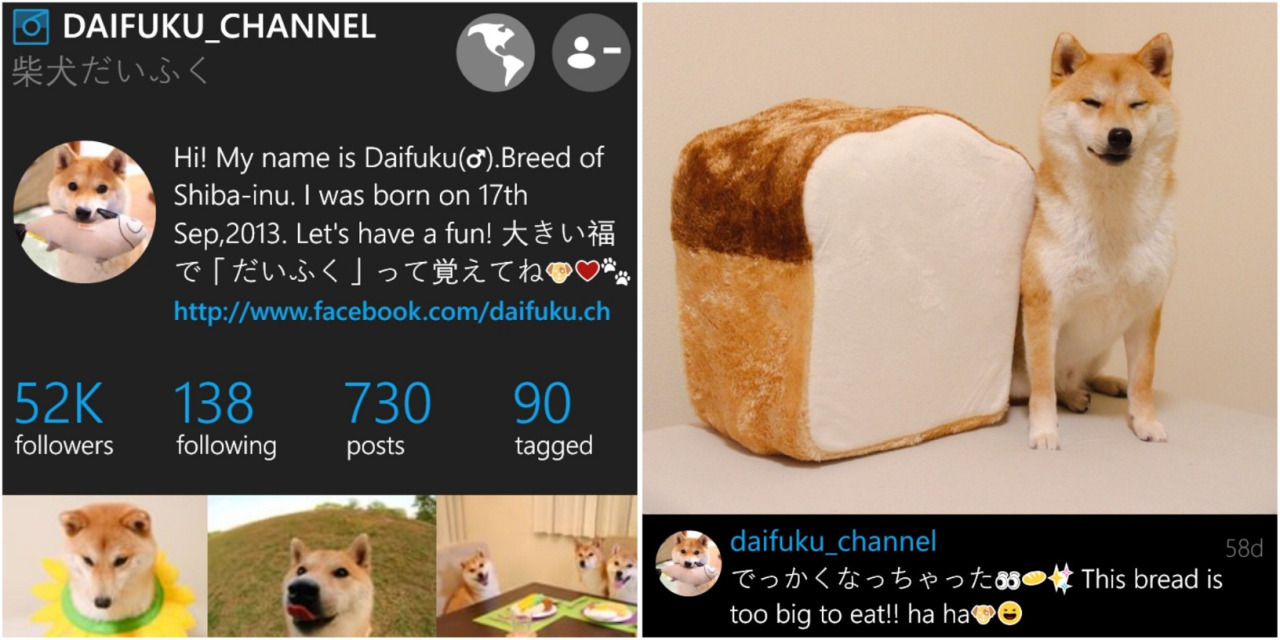 DAIFUKU_CHANNEL
柴犬だいふく
Hi! My name is Daifuku(♂).Breed of
Shiba-inu. I was born on 17th
Sep,2013. Let's have a fun! 大きい福
で「だいふく」って覚えてね🐶❤🐾
http://www.facebook.com/daifuku.ch
52K 138 730 90
followers following posts tagged
daifuku_channel 58d
でっかくなっちゃった👀🍞✨ This bread is
too big to eat!! ha ha🐶😄